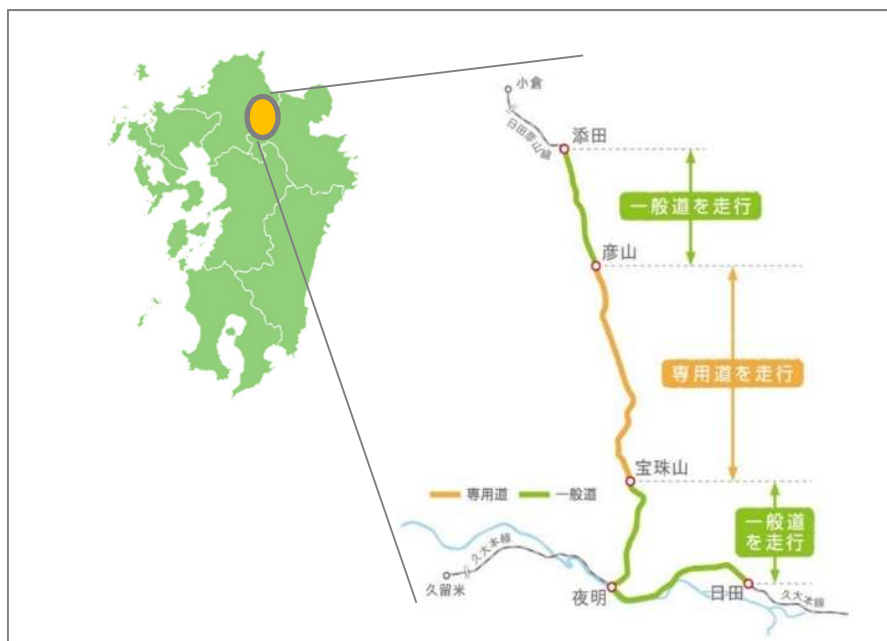 小倉
日田彦山線
添田
一般道を走行
彦山
専用道を走行
宝珠山
専用道 一般道
一般道
を走行
久大本線
久留米
夜明
日田
久大本線